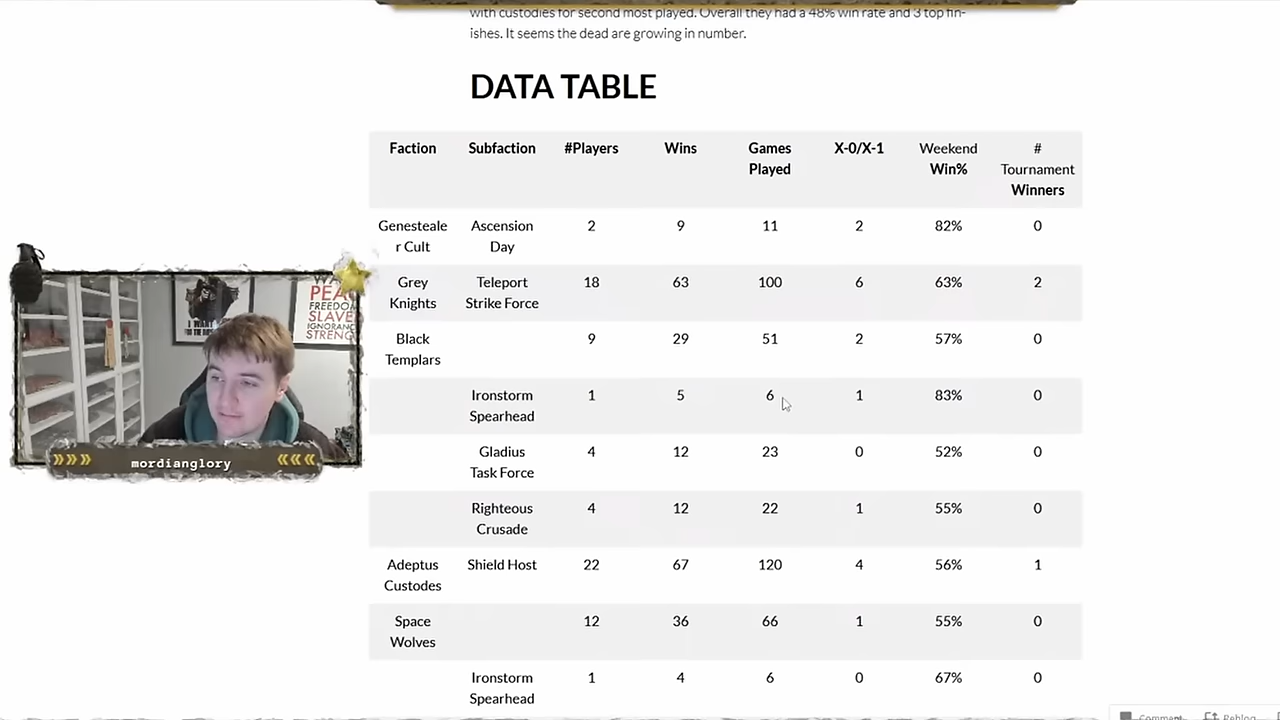 with custodies for second most played. Overall they had a 48% win rate and 3 top fin-
ishes. It seems the dead are growing in number.
DATA TABLE
Faction Subfaction #Players Wins Games Played X-0/X-1 Weekend Win% # Tournament Winners
Genesteale r Cult Ascension Day 2 9 11 2 82% 0
Grey Knights Teleport Strike Force 18 63 100 6 63% 2
Black Templars 9 29 51 2 57% 0
Ironstorm Spearhead 1 5 6 1 83% 0
Gladius Task Force 4 12 23 0 52% 0
Righteous Crusade 4 12 22 1 55% 0
Adeptus Custodes Shield Host 22 67 120 4 56% 1
Space Wolves 12 36 66 1 55% 0
Ironstorm Spearhead 1 4 6 0 67% 0
mordianglory
Comment Reblog